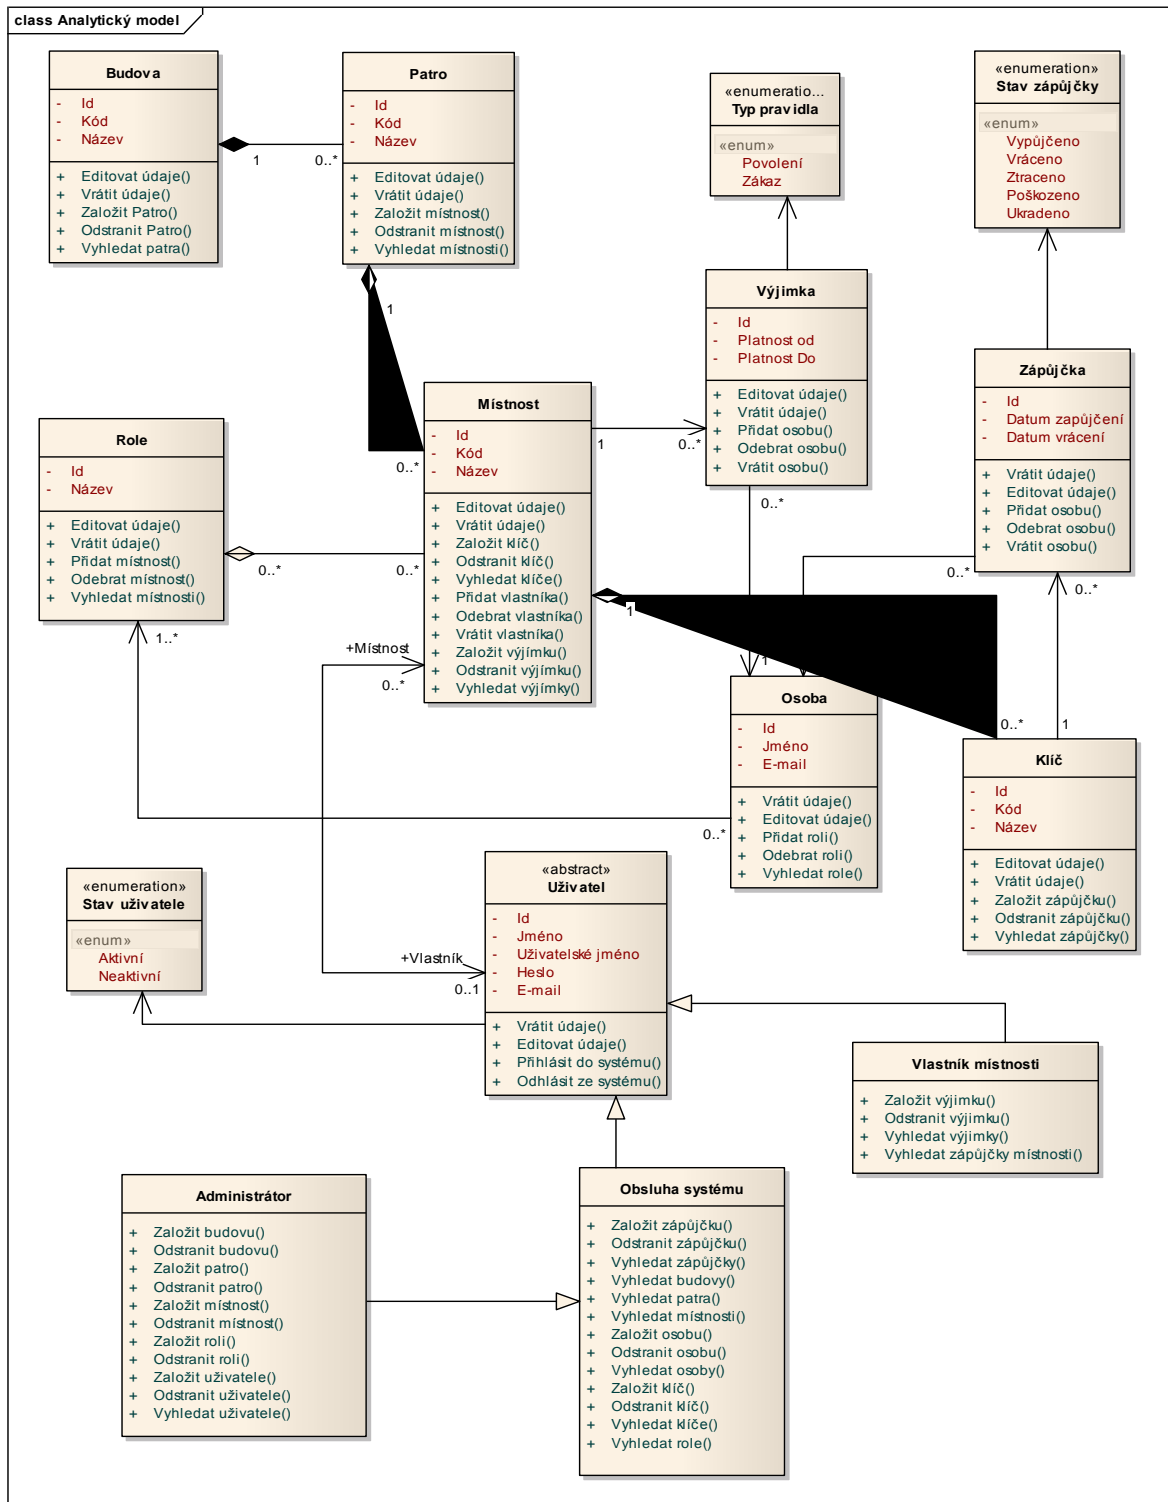 class Analytický model
Budova
- Id
- Kód
- Název
+ Editovat údaje()
+ Vrátit údaje()
+ Založit Patro()
+ Odstranit Patro()
+ Vyhledat patra()
1
0..*
Patro
- Id
- Kód
- Název
+ Editovat údaje()
+ Vrátit údaje()
+ Založit místnost()
+ Odstranit místnost()
+ Vyhledat místnosti()
1
0..*
«enumeratio...
Typ pravidla
«enum»
Povolení
Zákaz
«enumeration»
Stav zápůjčky
«enum»
Vypůjčeno
Vráceno
Ztraceno
Poškozeno
Ukradeno
Výjimka
- Id
- Platnost od
- Platnost Do
+ Editovat údaje()
+ Vrátit údaje()
+ Přidat osobu()
+ Odebrat osobu()
+ Vrátit osobu()
1
0..*
0..*
1
Zápůjčka
- Id
- Datum zapůjčení
- Datum vrácení
+ Vrátit údaje()
+ Editovat údaje()
+ Přidat osobu()
+ Odebrat osobu()
+ Vrátit osobu()
0..*
0..*
1
Místnost
- Id
- Kód
- Název
+ Editovat údaje()
+ Vrátit údaje()
+ Založit klíč()
+ Odstranit klíč()
+ Vyhledat klíče()
+ Přidat vlastníka()
+ Odebrat vlastníka()
+ Vrátit vlastníka()
+ Založit výjímku()
+ Odstranit výjímku()
+ Vyhledat výjímky()
1
0..*
Role
- Id
- Název
+ Editovat údaje()
+ Vrátit údaje()
+ Přidat místnost()
+ Odebrat místnost()
+ Vyhledat místnosti()
0..*
0..*
1..*
0..*
+Místnost
0..*
+Vlastník
0..1
Osoba
- Id
- Jméno
- E-mail
+ Vrátit údaje()
+ Editovat údaje()
+ Přidat roli()
+ Odebrat roli()
+ Vyhledat role()
Klíč
- Id
- Kód
- Název
+ Editovat údaje()
+ Vrátit údaje()
+ Založit zápůjčku()
+ Odstranit zápůjčku()
+ Vyhledat zápůjčky()
«enumeration»
Stav uživatele
«enum»
Aktivní
Neaktivní
«abstract»
Uživatel
- Id
- Jméno
- Uživatelské jméno
- Heslo
- E-mail
+ Vrátit údaje()
+ Editovat údaje()
+ Přihlásit do systému()
+ Odhlásit ze systému()
Vlastník místnosti
+ Založit výjimku()
+ Odstranit výjimku()
+ Vyhledat výjimky()
+ Vyhledat zápůjčky místnosti()
Administrátor
+ Založit budovu()
+ Odstranit budovu()
+ Založit patro()
+ Odstranit patro()
+ Založit místnost()
+ Odstranit místnost()
+ Založit roli()
+ Odstranit roli()
+ Založit uživatele()
+ Odstranit uživatele()
+ Vyhledat uživatele()
Obsluha systému
+ Založit zápůjčku()
+ Odstranit zápůjčku()
+ Vyhledat zápůjčky()
+ Vyhledat budovy()
+ Vyhledat patra()
+ Vyhledat místnosti()
+ Založit osobu()
+ Odstranit osobu()
+ Vyhledat osoby()
+ Založit klíč()
+ Odstranit klíč()
+ Vyhledat klíče()
+ Vyhledat role()